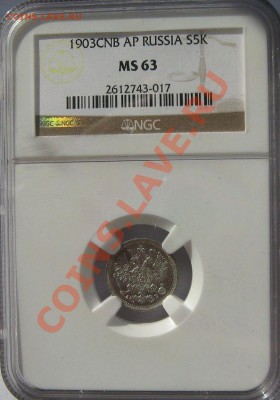 1903CNB AP RUSSIA S5K
MS 63
2612743-017
NGC
COINS.LAVE.RU